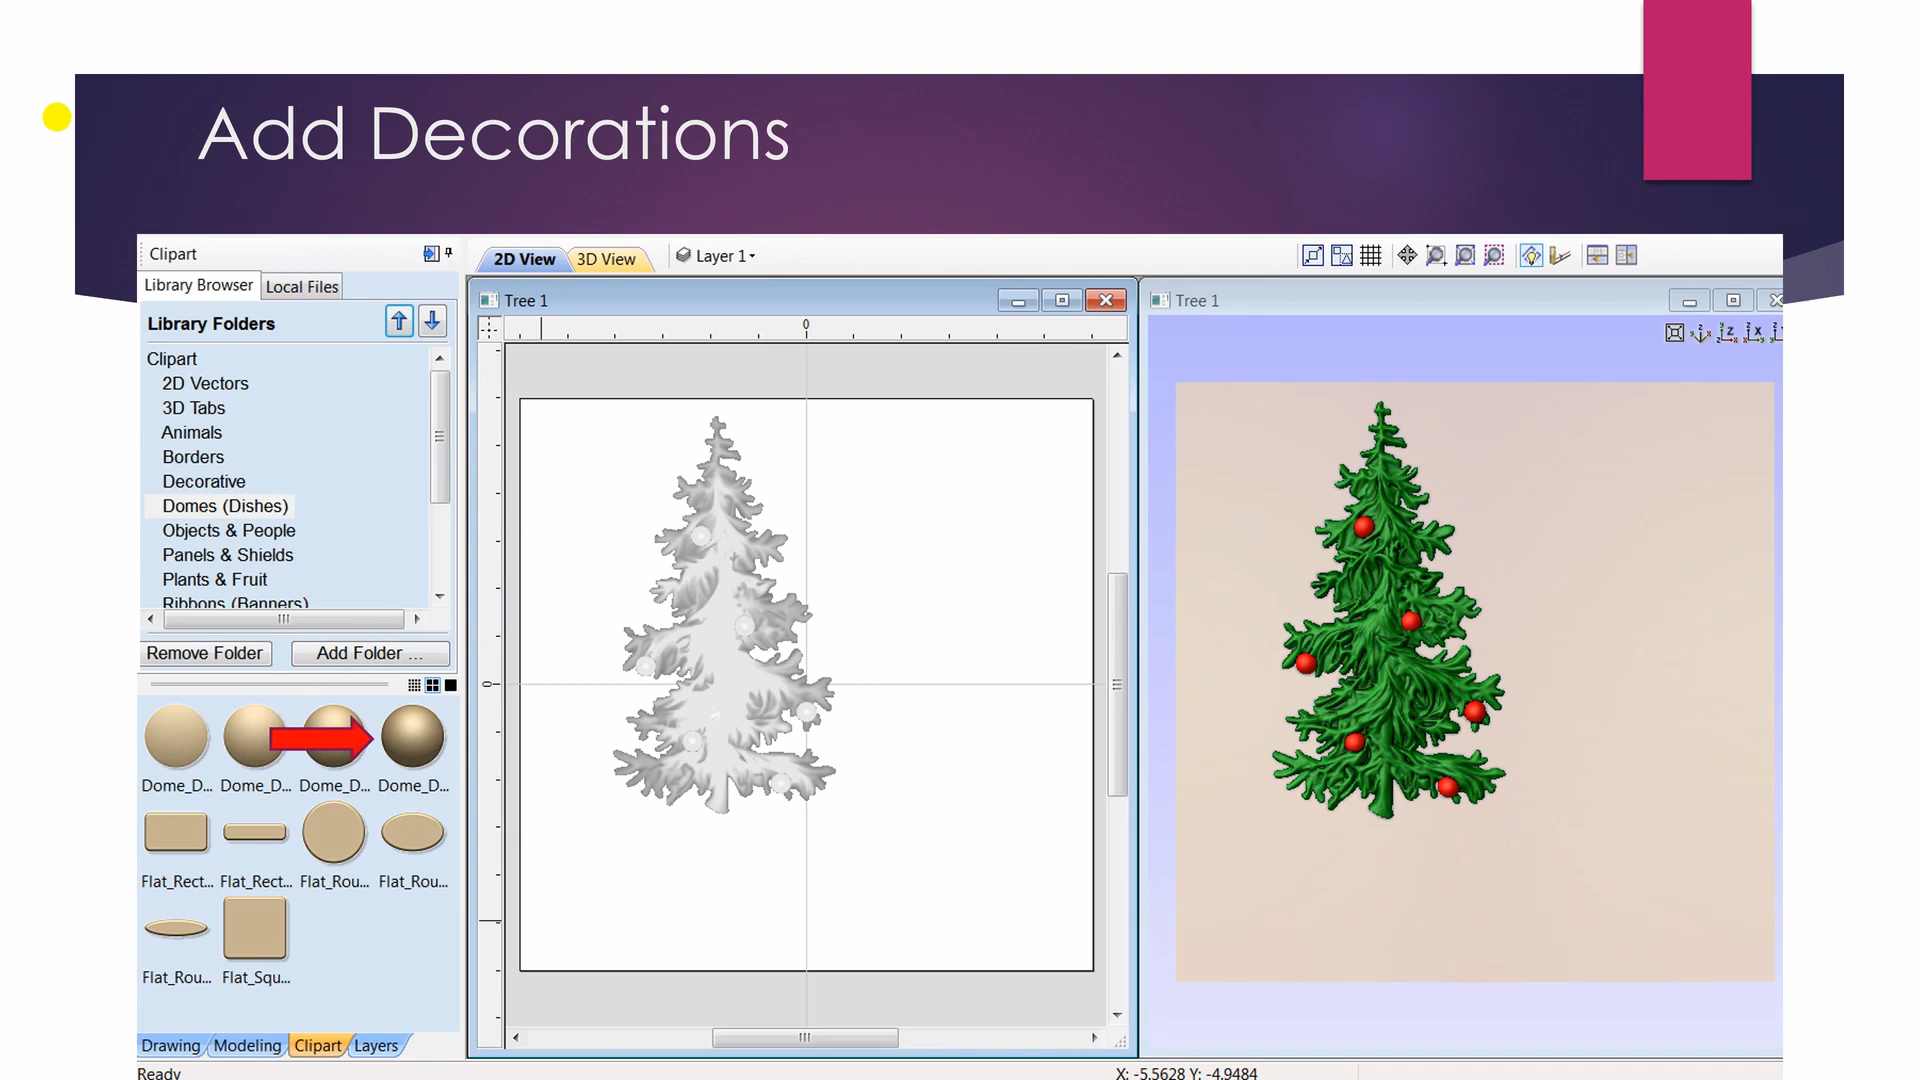 Add Decorations
Clipart
Library Browser
Local Files
Library Folders
Clipart
2D Vectors
3D Tabs
Animals
Borders
Decorative
Domes (Dishes)
Objects & People
Panels & Shields
Plants & Fruit
Ribbons (Banners)
Remove Folder
Add Folder ...
Dome_D... Dome_D... Dome_D... Dome_D...
Flat_Rect... Flat_Rect... Flat_Rou... Flat_Rou...
Flat_Rou... Flat_Squ...
Drawing Modeling Clipart Layers
Ready
2D View 3D View Layer 1
Tree 1
0
0
Tree 1
X: -5.5628 Y: -4.9484